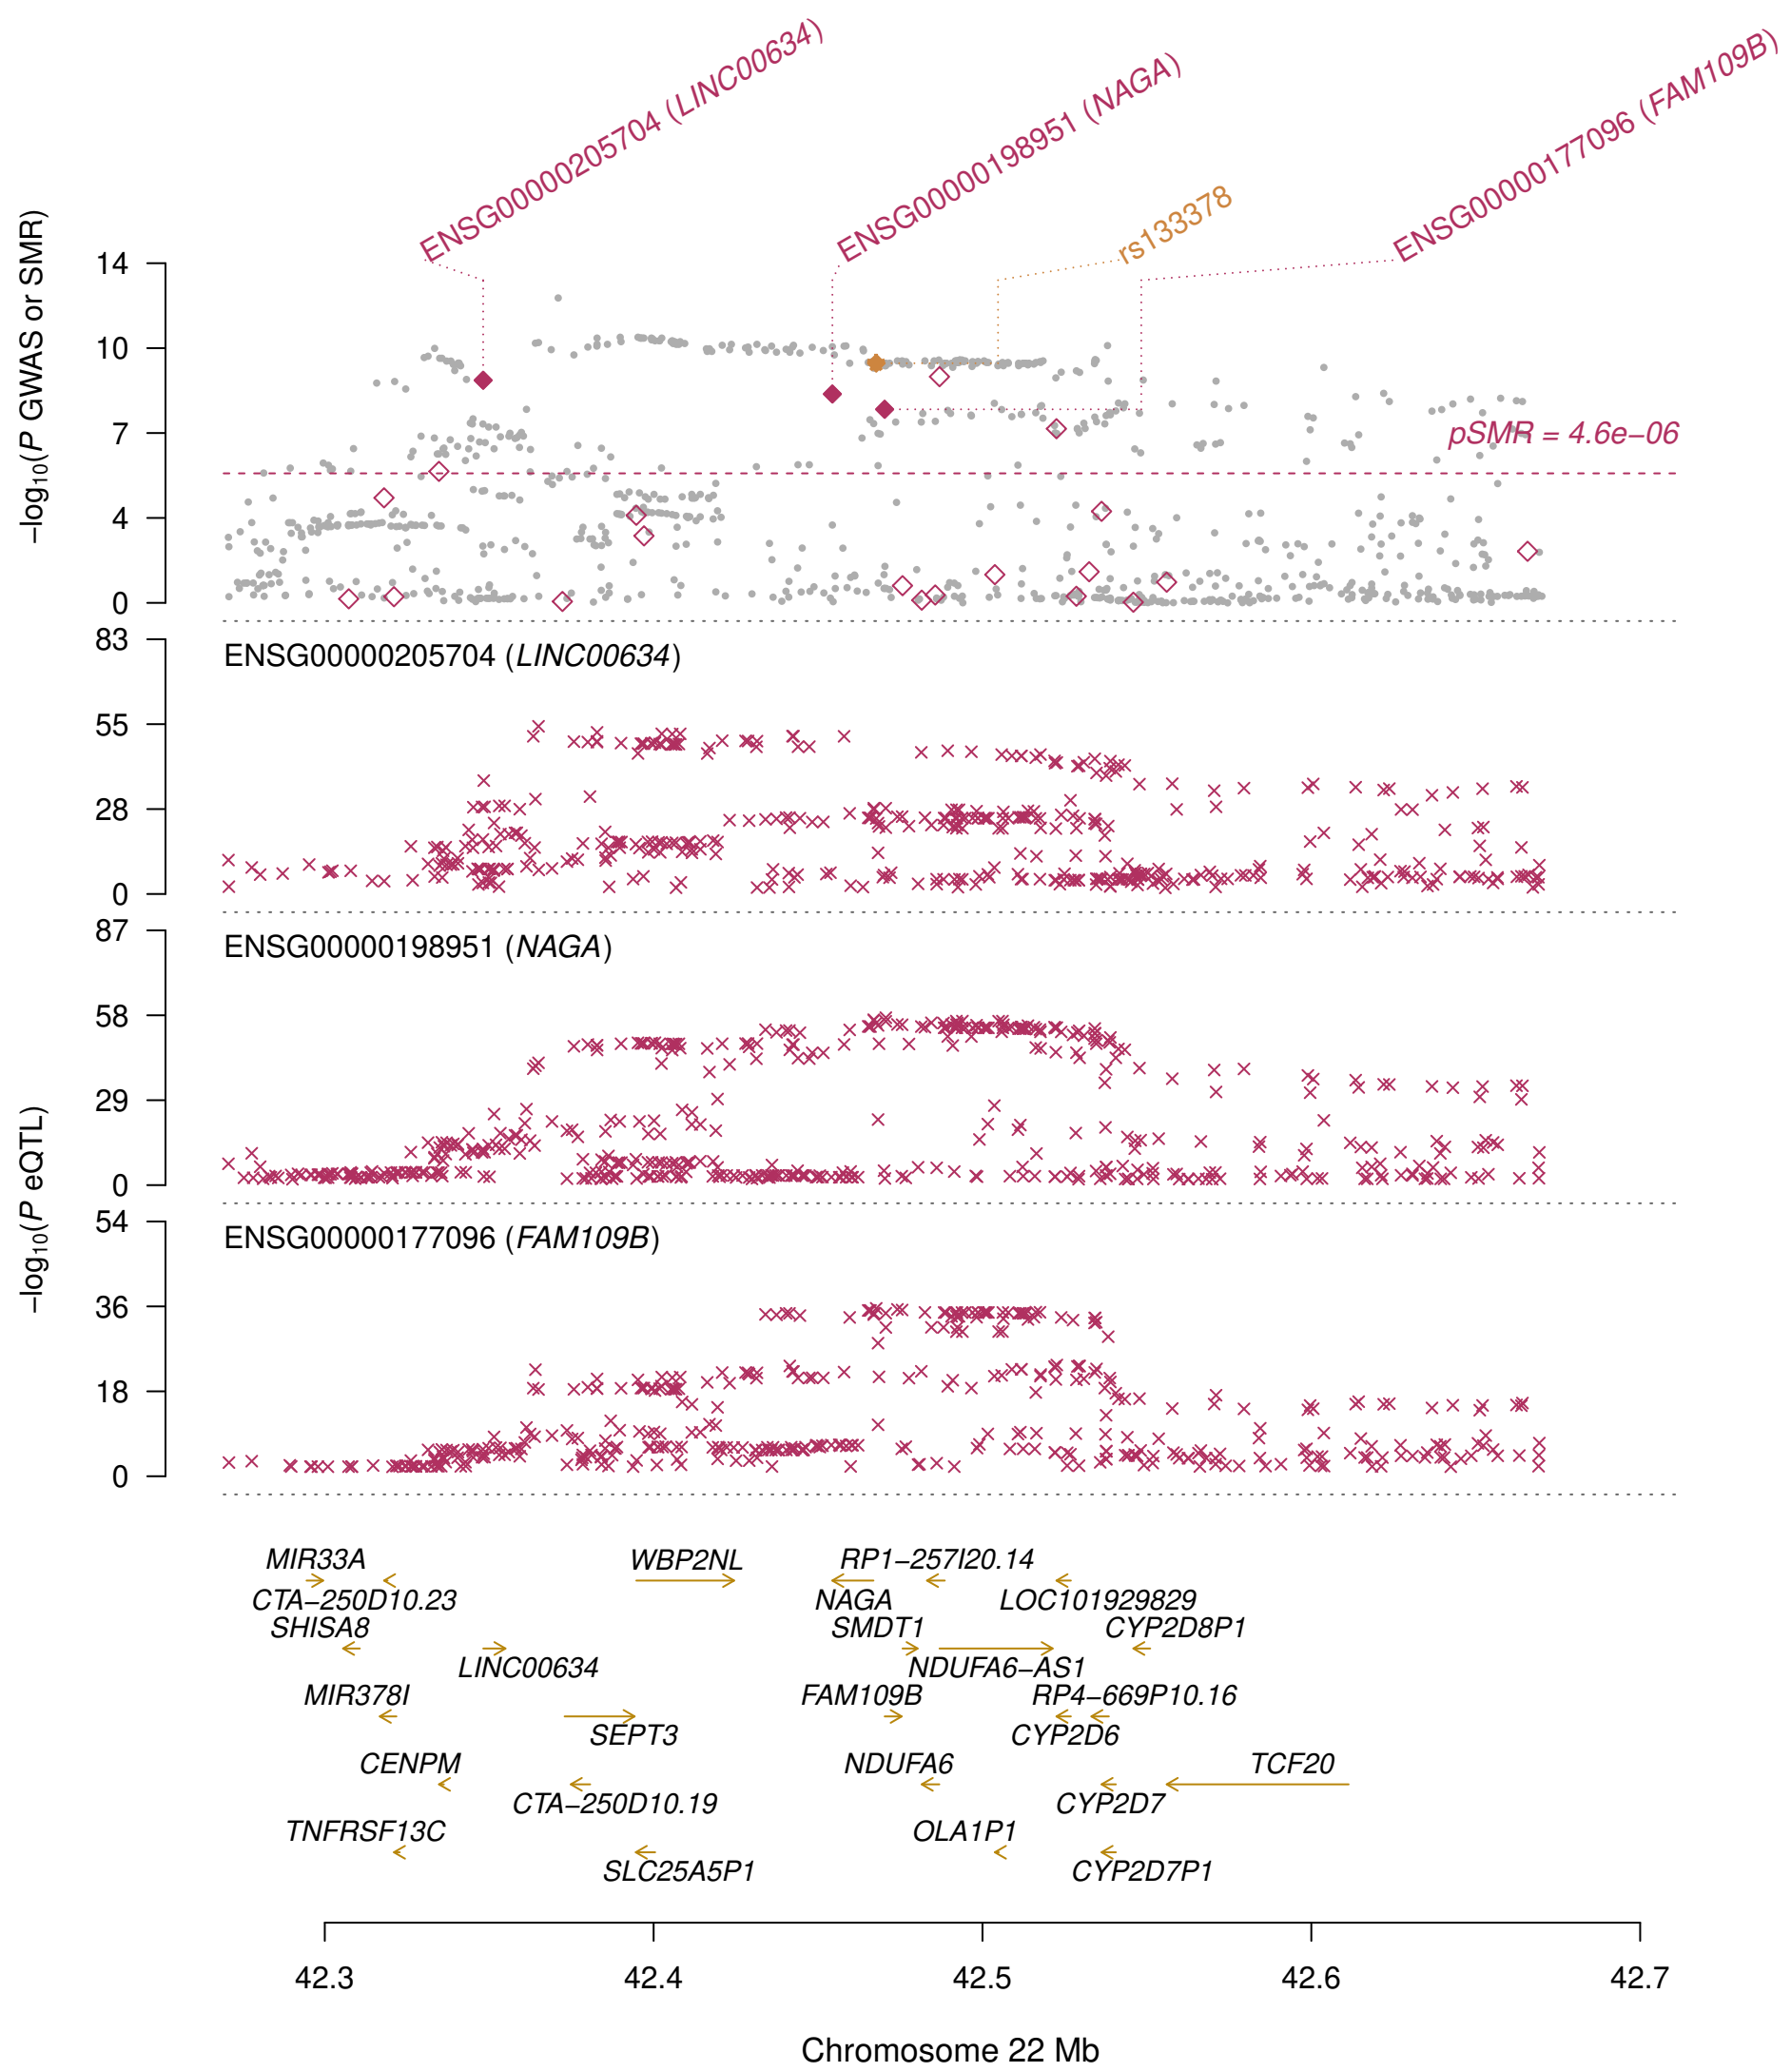 ENSG00000205704 (LINC00634)
ENSG00000198951 (NAGA)
rs133378
ENSG00000177096 (FAM109B)
−log10(P GWAS or SMR)
14
10
7
4
0
pSMR = 4.6e−06
83
55
28
0
ENSG00000205704 (LINC00634)
87
58
29
0
ENSG00000198951 (NAGA)
−log10(P eQTL)
54
36
18
0
ENSG00000177096 (FAM109B)
MIR33A
WBP2NL
RP1−257I20.14
CTA−250D10.23
NAGA
LOC101929829
SHISA8
SMDT1
CYP2D8P1
LINC00634
NDUFA6−AS1
MIR378I
FAM109B
RP4−669P10.16
SEPT3
CYP2D6
CENPM
NDUFA6
TCF20
CTA−250D10.19
CYP2D7
TNFRSF13C
OLA1P1
SLC25A5P1
CYP2D7P1
42.3
42.4
42.5
42.6
42.7
Chromosome 22 Mb